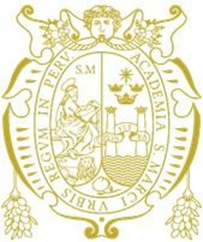 ACADEMIA S. MARCI VRBIS REGVM IN PERV
S.M